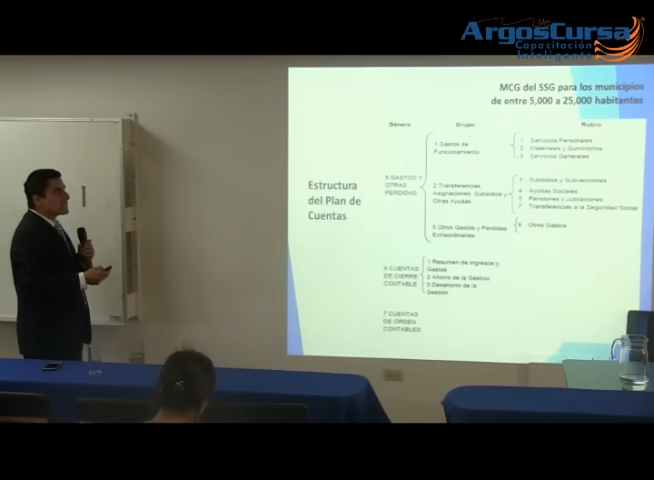 ArgosCursa
Capacitación
Inteligente
MCG del SSG para los municipios
de entre 5,000 a 25,000 habitantes
Género Grupo Rubro
Estructura
del Plan de
Cuentas
5 GASTOS Y
OTRAS
PERDIDAS
1 Gastos de
Funcionamiento
1 Servicios Personales
2 Materiales y Suministros
3 Servicios Generales
2 Transferencias,
Asignaciones, Subsidios y
Otras Ayudas
3 Subsidios y Subvenciones
4 Ayudas Sociales
5 Pensiones y Jubilaciones
7 Transferencias a la Seguridad Social
5 Otros Gastos y Perdidas
Extraordinarias
9 Otros Gastos
6 CUENTAS
DE CIERRE
CONTABLE
1 Resumen de Ingresos y
Gastos
2 Ahorro de la Gestión
3 Desahorro de la
Gestión
7 CUENTAS
DE ORDEN
CONTABLES